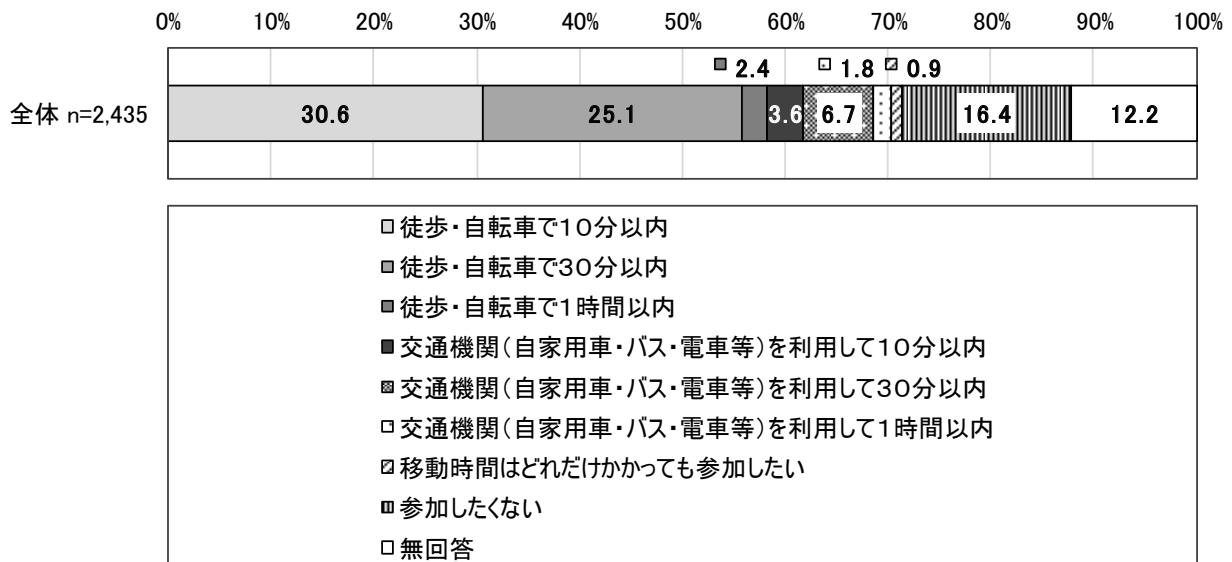 0% 10% 20% 30% 40% 50% 60% 70% 80% 90% 100%
2.4 1.8 0.9
全体 n=2,435 30.6 25.1 3.6 6.7 16.4 12.2
徒歩・自転車で10分以内
徒歩・自転車で30分以内
徒歩・自転車で1時間以内
交通機関(自家用車・バス・電車等)を利用して10分以内
交通機関(自家用車・バス・電車等)を利用して30分以内
交通機関(自家用車・バス・電車等)を利用して1時間以内
移動時間はどれだけかかっても参加したい
参加したくない
無回答